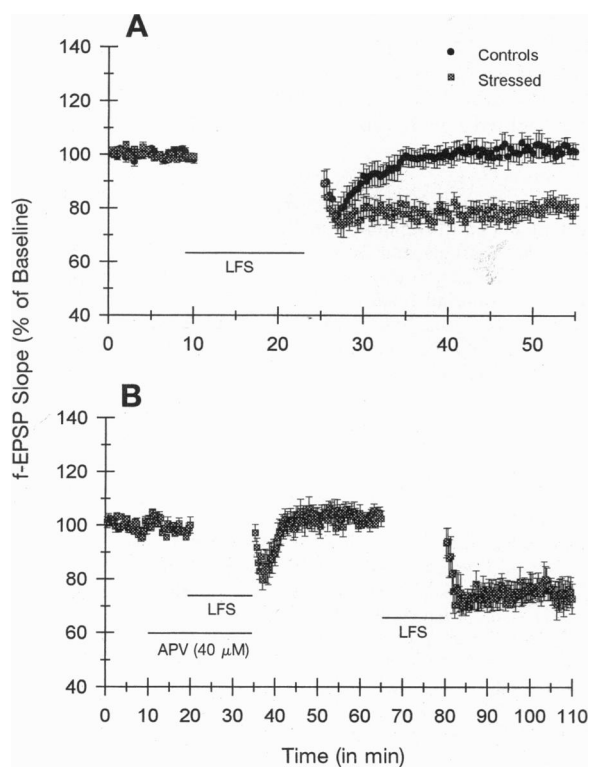 A
140
120
100
80
60
40
Controls
Stressed
LFS
0 10 20 30 40 50
f-EPSP Slope (% of Baseline)
B
140
120
100
80
60
40
LFS
APV (40 μM)
LFS
0 10 20 30 40 50 60 70 80 90 100 110
Time (in min)